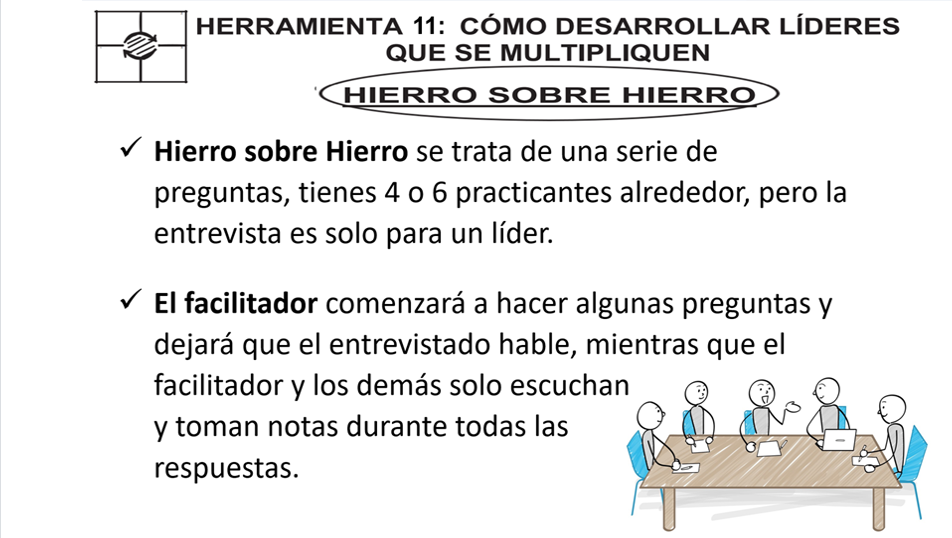 HERRAMIENTA 11: CÓMO DESARROLLAR LÍDERES
QUE SE MULTIPLIQUEN
HIERRO SOBRE HIERRO
✓ Hierro sobre Hierro se trata de una serie de
preguntas, tienes 4 o 6 practicantes alrededor, pero la
entrevista es solo para un líder.
✓ El facilitador comenzará a hacer algunas preguntas y
dejará que el entrevistado hable, mientras que el
facilitador y los demás solo escuchan
y toman notas durante todas las
respuestas.